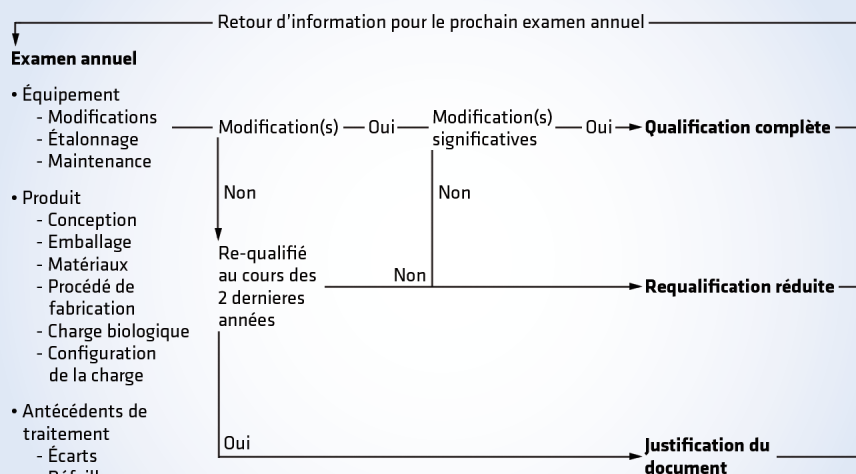 Retour d’information pour le prochain examen annuel
Examen annuel
• Équipement
- Modifications
- Étalonnage
- Maintenance
• Produit
- Conception
- Emballage
- Matériaux
- Procédé de
fabrication
- Charge biologique
- Configuration
de la charge
• Antécédents de
traitement
- Écarts
Modification(s)
Oui
Modification(s)
significatives
Oui
Qualification complète
Non
Non
Re-qualifié
au cours des
2 dernieres
années
Non
Requalification réduite
Oui
Justification du
document